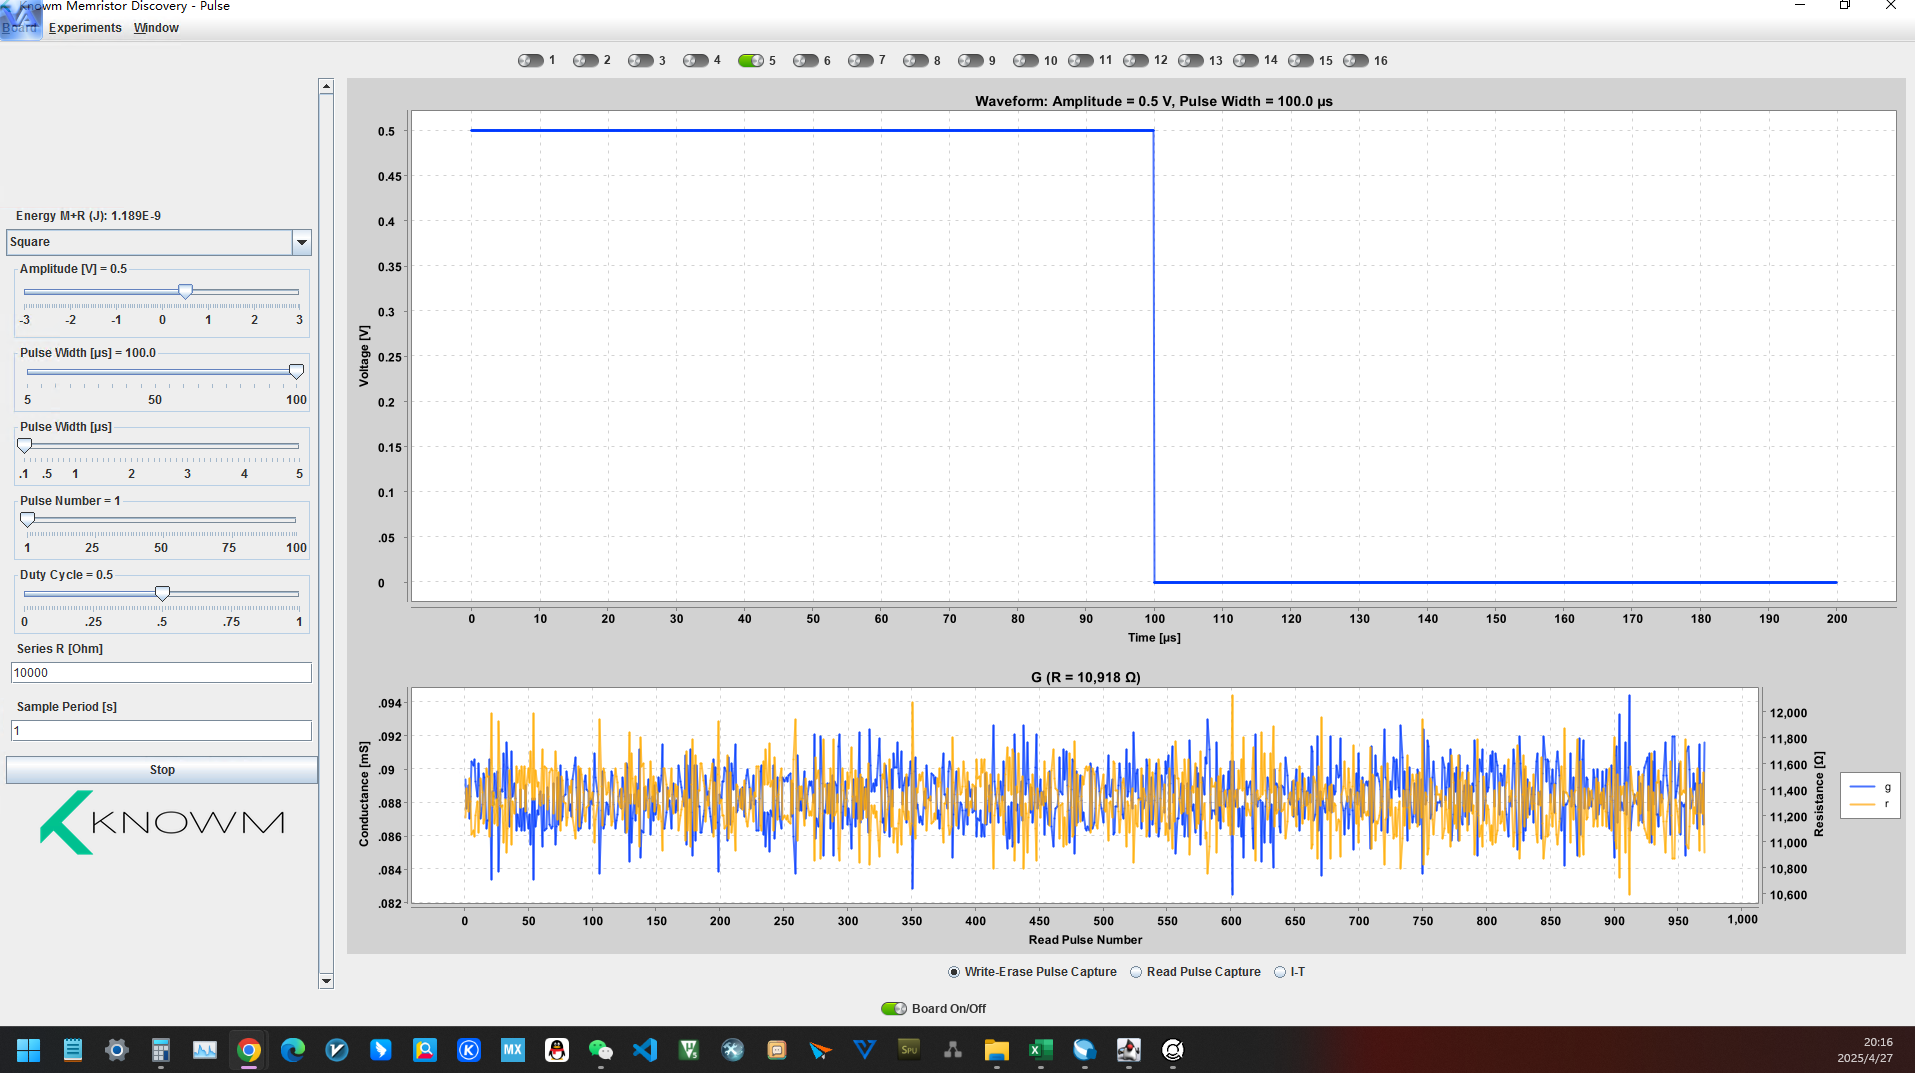 Knowm Memristor Discovery - Pulse
Board Experiments Window
1 2 3 4 5 6 7 8 9 10 11 12 13 14 15 16
Energy M+R (J): 1.189E-9
Square
Amplitude [V] = 0.5
-3 -2 -1 0 1 2 3
Pulse Width [µs] = 100.0
5 50 100
Pulse Width [µs]
.1 .5 1 2 3 4 5
Pulse Number = 1
1 25 50 75 100
Duty Cycle = 0.5
0 .25 .5 .75 1
Series R [Ohm]
10000
Sample Period [s]
1
Stop
KNOWM
Waveform: Amplitude = 0.5 V, Pulse Width = 100.0 µs
Voltage [V]
0.5
0.45
0.4
0.35
0.3
0.25
0.2
0.15
0.1
.05
0
0 10 20 30 40 50 60 70 80 90 100 110 120 130 140 150 160 170 180 190 200
Time [µs]
G (R = 10,918 Ω)
Conductance [mS]
.094
.092
.09
.088
.086
.084
.082
12,000
11,800
11,600
11,400
11,200
11,000
10,800
10,600
Resistance [Ω]
g
r
0 50 100 150 200 250 300 350 400 450 500 550 600 650 700 750 800 850 900 950 1,000
Read Pulse Number
Write-Erase Pulse Capture Read Pulse Capture I-T
Board On/Off
MX
Spu
20:16
2025/4/27